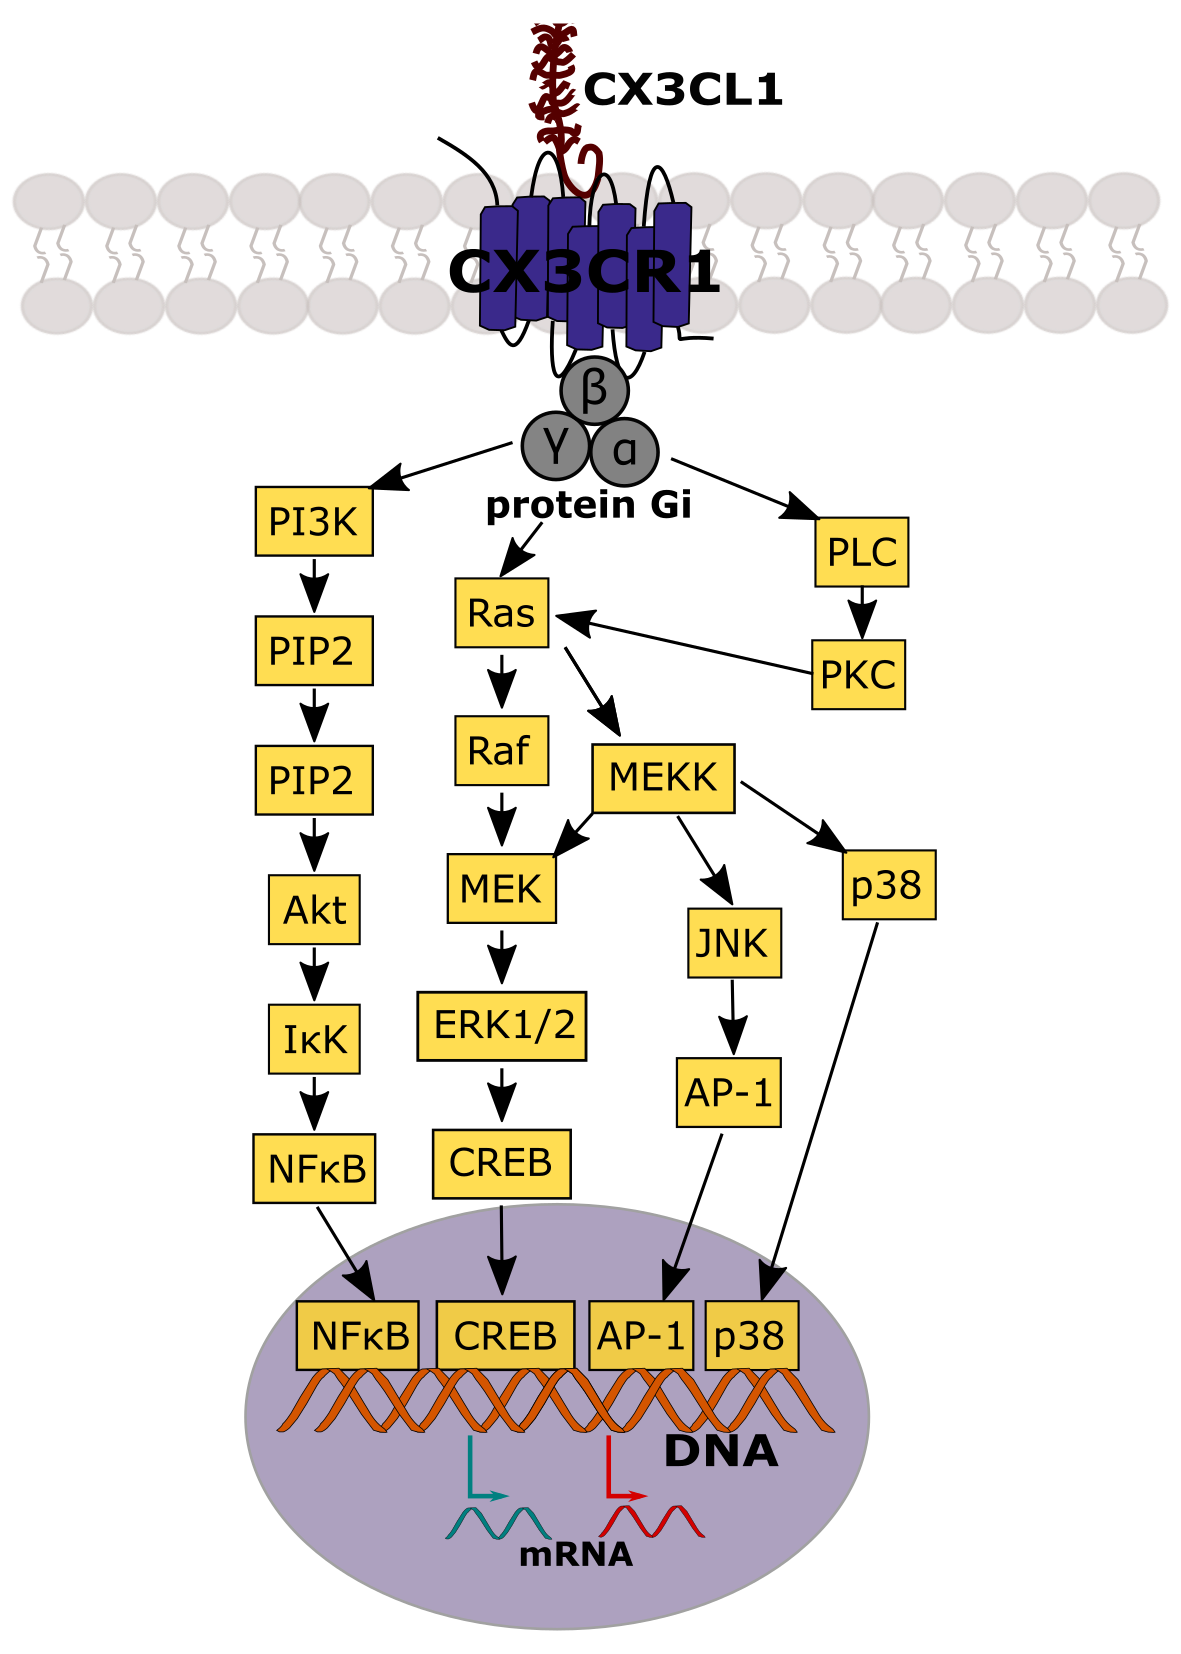 CX3CL1
CX3CR1
β
γ
α
protein Gi
PI3K
PLC
Ras
PIP2
PKC
Raf
MEKK
PIP2
MEK
p38
Akt
JNK
ERK1/2
IκK
AP-1
CREB
NFκB
NFκB
CREB
AP-1
p38
DNA
mRNA